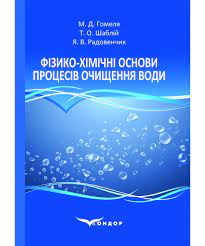 М. Д. Гомеля
Т. О. Шаблій
Я. В. Радовенчик
ФІЗИКО-ХІМІЧНІ ОСНОВИ
ПРОЦЕСІВ ОЧИЩЕННЯ ВОДИ
КОНДОР